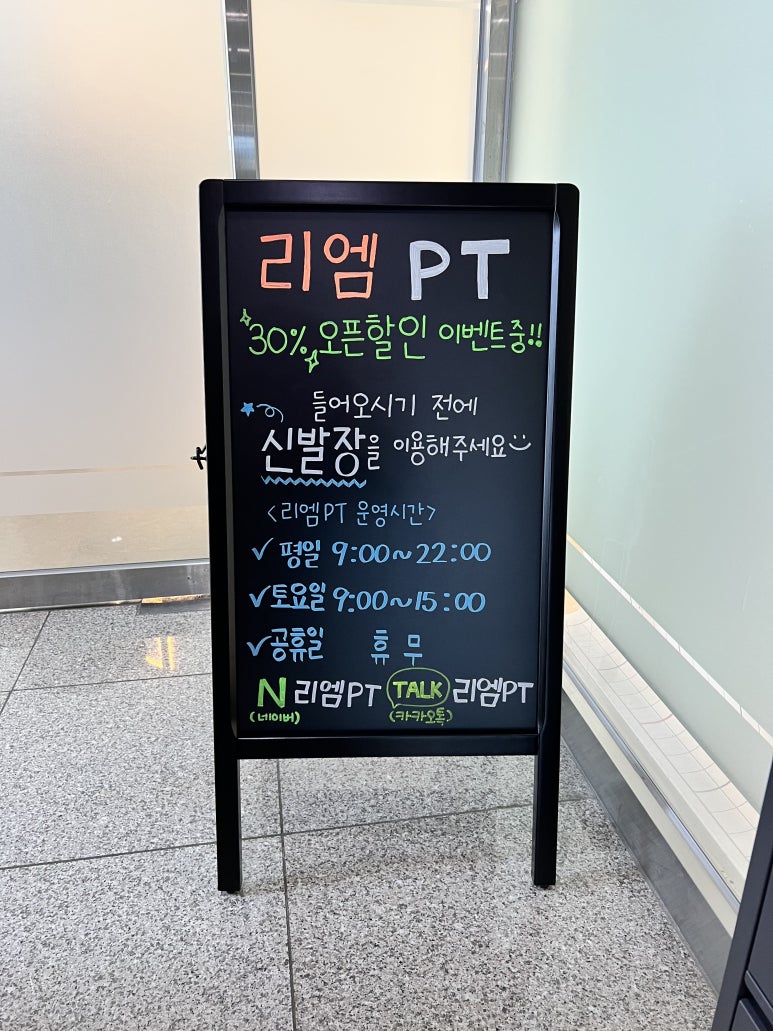 리엠 PT
30% 오픈할인 이벤트중!!
들어오시기 전에
신발장을 이용해주세요
<리엠PT 운영시간>
평일 9:00~22:00
토요일 9:00~15:00
공휴일 휴무
N 리엠PT TALK 리엠PT
(네이버) (카카오톡)